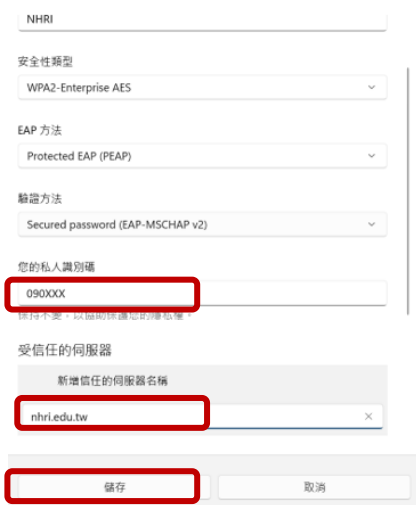 NHRI
安全性類型
WPA2-Enterprise AES
EAP 方法
Protected EAP (PEAP)
驗證方法
Secured password (EAP-MSCHAP v2)
您的私人識別碼
090XXX
保持不變，以協助保護您的隱私權。
受信任的伺服器
新增信任的伺服器名稱
nhri.edu.tw
儲存
取消